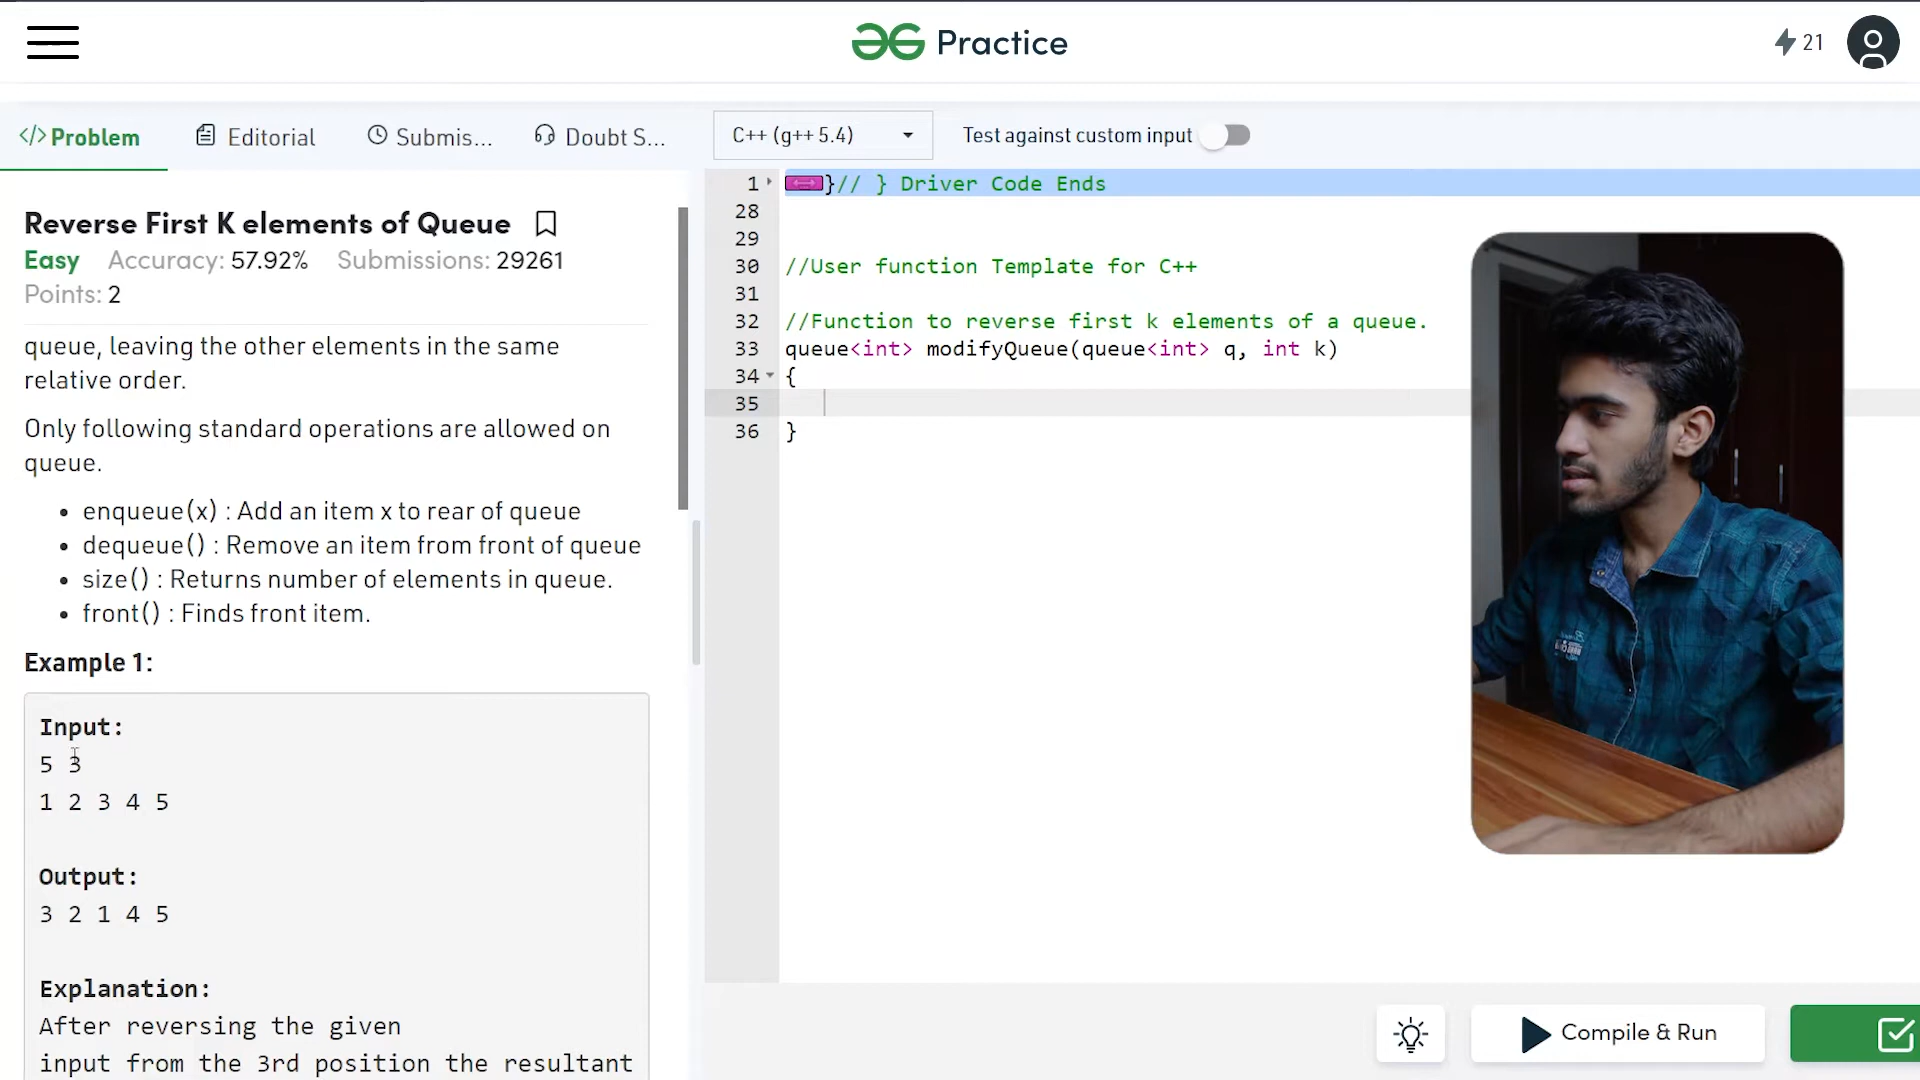 Practice
21
</> Problem
Editorial
Submis...
Doubt S...
C++ (g++ 5.4)
Test against custom input
Reverse First K elements of Queue
Easy Accuracy: 57.92% Submissions: 29261
Points: 2
queue, leaving the other elements in the same
relative order.
Only following standard operations are allowed on
queue.
• enqueue(x) : Add an item x to rear of queue
• dequeue() : Remove an item from front of queue
• size() : Returns number of elements in queue.
• front() : Finds front item.
Example 1:
Input:
5 3
1 2 3 4 5
Output:
3 2 1 4 5
Explanation:
After reversing the given
input from the 3rd position the resultant
1 }// } Driver Code Ends
28
29
30 //User function Template for C++
31
32 //Function to reverse first k elements of a queue.
33 queue<int> modifyQueue(queue<int> q, int k)
34 {
35
36 }
Compile & Run